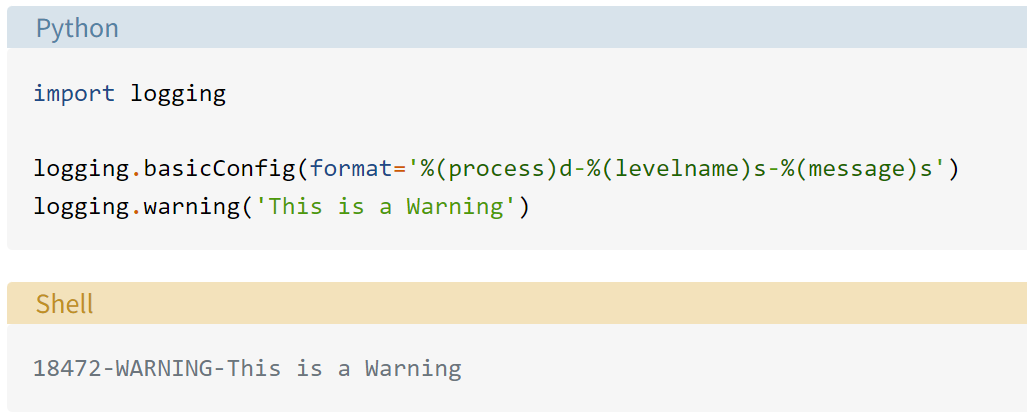 Python
import logging
logging.basicConfig(format='%(process)d-%(levelname)s-%(message)s')
logging.warning('This is a Warning')
Shell
18472-WARNING-This is a Warning